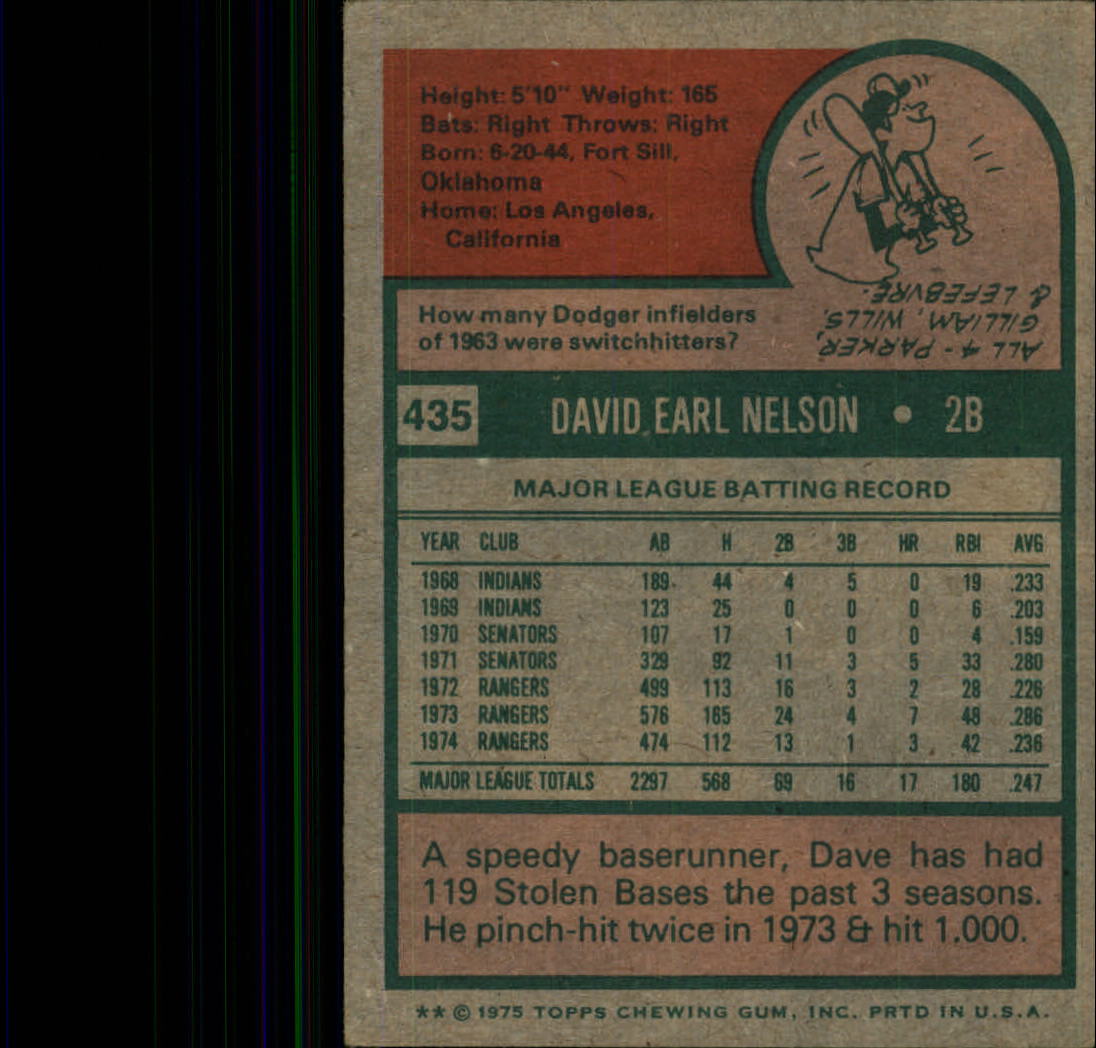 Height: 5'10" Weight: 165
Bats: Right Throws: Right
Born: 6-20-44, Fort Sill,
Oklahoma
Home: Los Angeles,
California
How many Dodger infielders
of 1963 were switchhitters?
ALL 4 - PARKER,
GILLIAM, WILLS,
& LEFEBVRE.
435 DAVID EARL NELSON • 2B
MAJOR LEAGUE BATTING RECORD
YEAR CLUB AB H 2B 3B HR RBI AVG
1968 INDIANS 189 44 4 5 0 19 .233
1969 INDIANS 123 25 0 0 0 6 .203
1970 SENATORS 107 17 1 0 0 4 .159
1971 SENATORS 329 92 11 3 5 33 .280
1972 RANGERS 499 113 16 3 2 28 .226
1973 RANGERS 576 165 24 4 7 48 .286
1974 RANGERS 474 112 13 1 3 42 .236
MAJOR LEAGUE TOTALS 2297 568 69 16 17 180 .247
A speedy baserunner, Dave has had
119 Stolen Bases the past 3 seasons.
He pinch-hit twice in 1973 & hit 1.000.
** © 1975 TOPPS CHEWING GUM, INC. PRTD IN U.S.A.